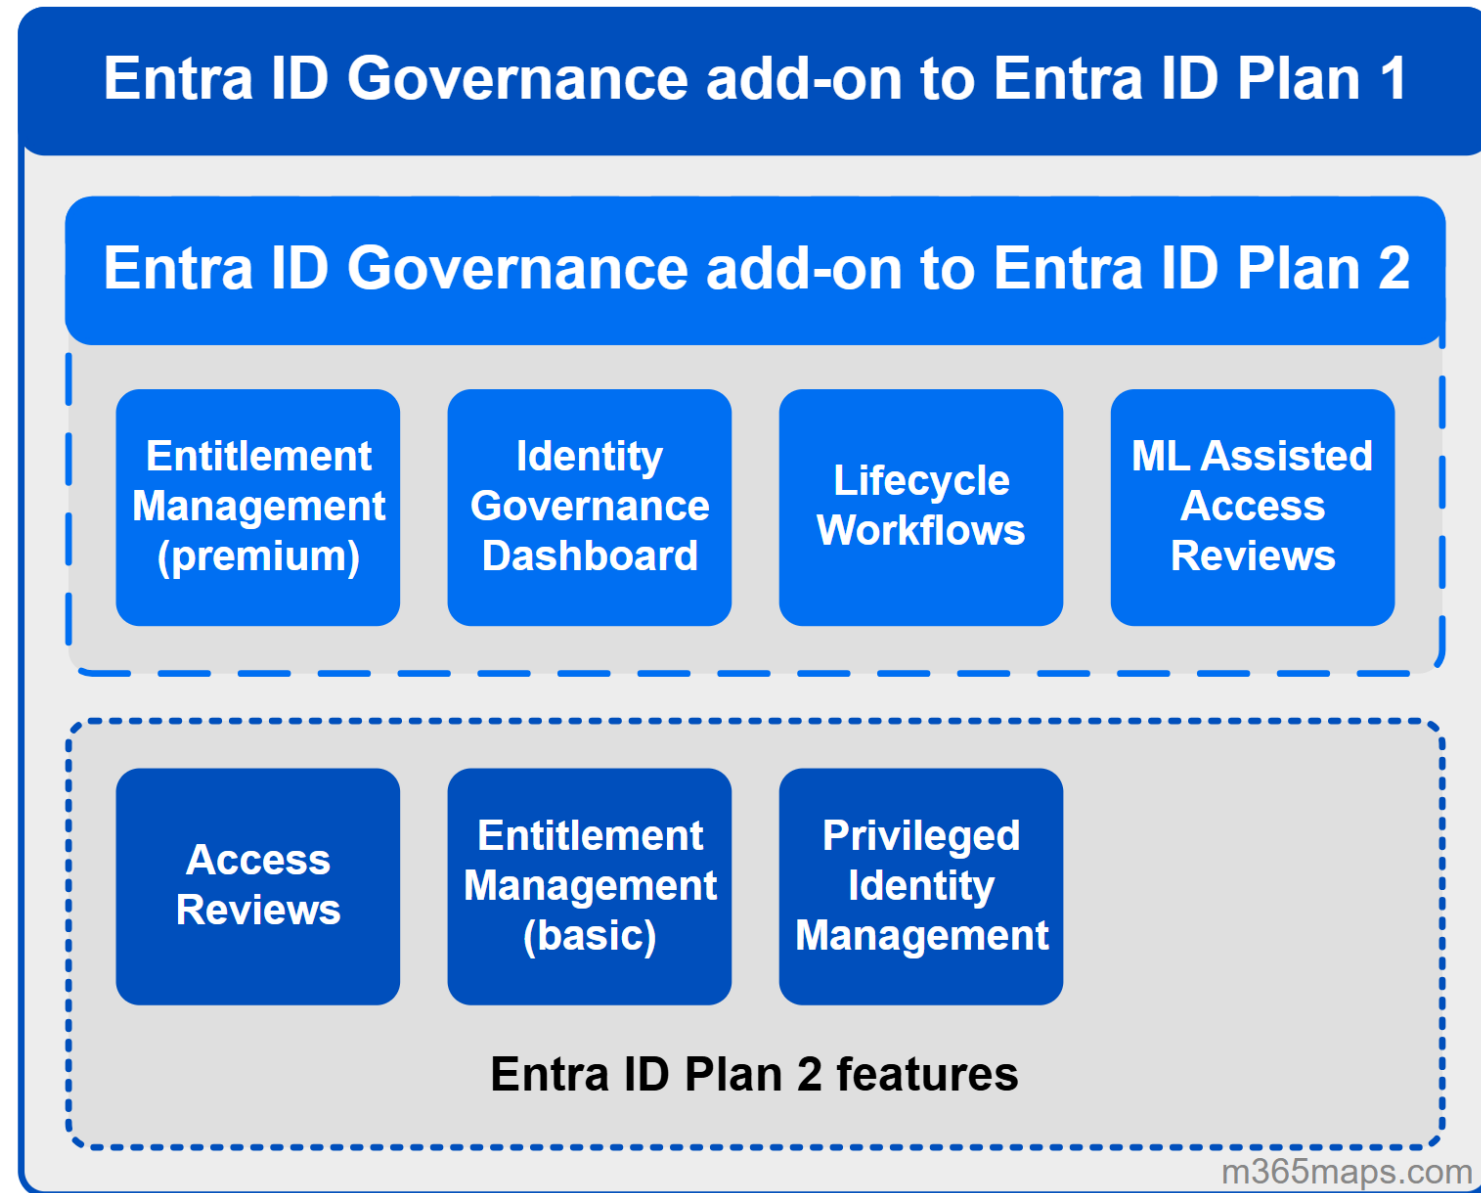 Entra ID Governance add-on to Entra ID Plan 1
Entra ID Governance add-on to Entra ID Plan 2
Entitlement
Management
(premium)
Identity
Governance
Dashboard
Lifecycle
Workflows
ML Assisted
Access
Reviews
Access
Reviews
Entitlement
Management
(basic)
Privileged
Identity
Management
Entra ID Plan 2 features
m365maps.com